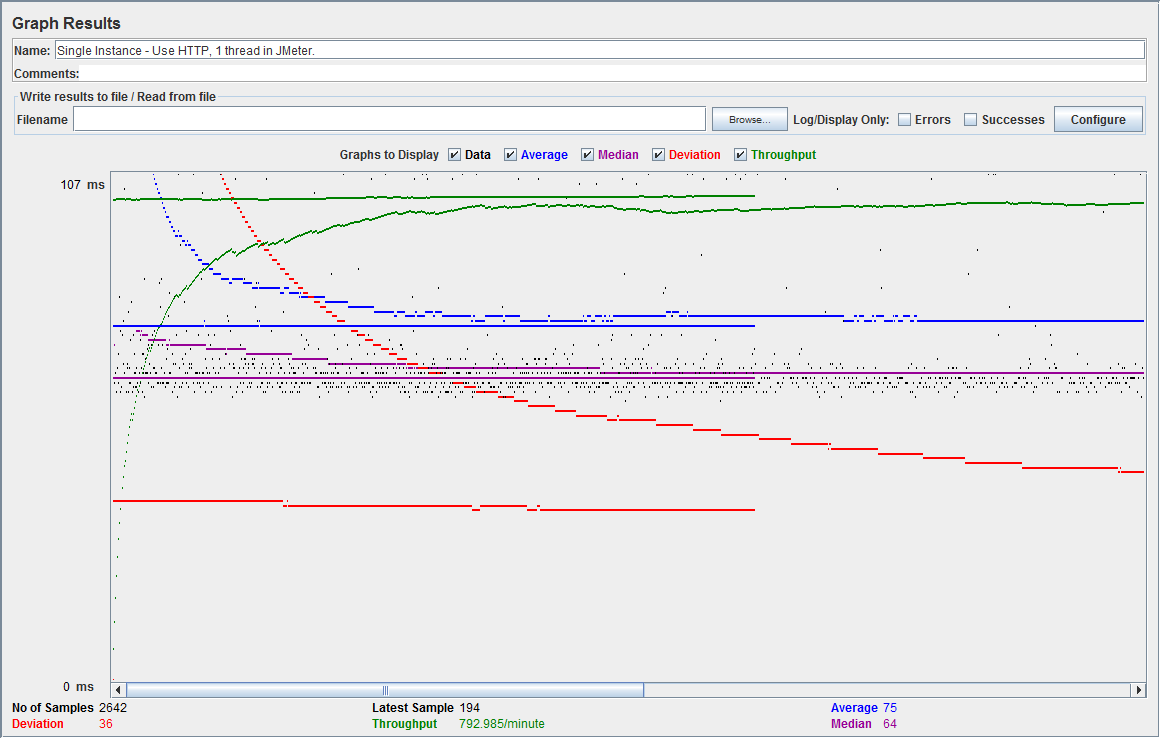 Graph Results
Name: Single Instance - Use HTTP, 1 thread in JMeter.
Comments:
Write results to file / Read from file
Filename Browse... Log/Display Only: Errors Successes Configure
Graphs to Display Data Average Median Deviation Throughput
107 ms
0 ms
No of Samples 2642 Latest Sample 194 Average 75
Deviation 36 Throughput 792.985/minute Median 64